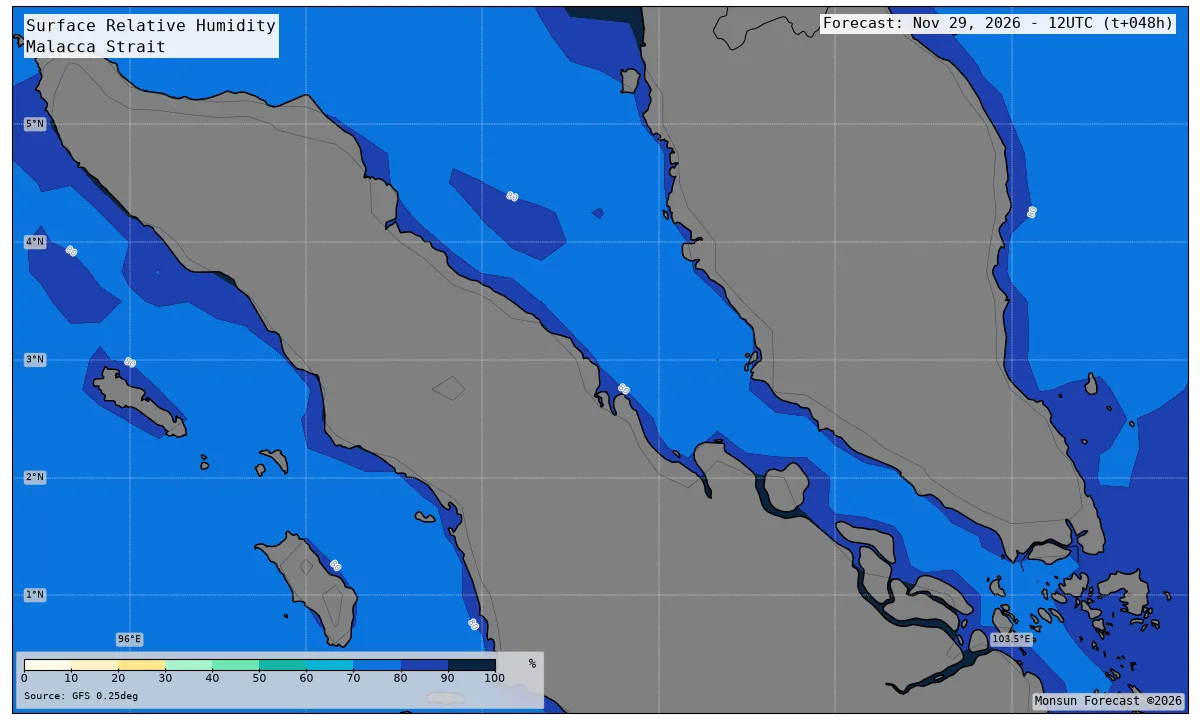 Surface Relative Humidity
Malacca Strait
Forecast: Nov 29, 2026 - 12UTC (t+048h)
5°N
80
80
4°N
80
3°N
80
80
2°N
80
1°N
80
96°E
103.5°E
%
0 10 20 30 40 50 60 70 80 90 100
Source: GFS 0.25deg
Monsun Forecast ©2026